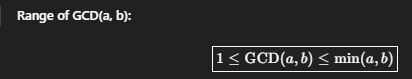 Range of GCD(a, b):
1 ≤ GCD(a, b) ≤ min(a, b)